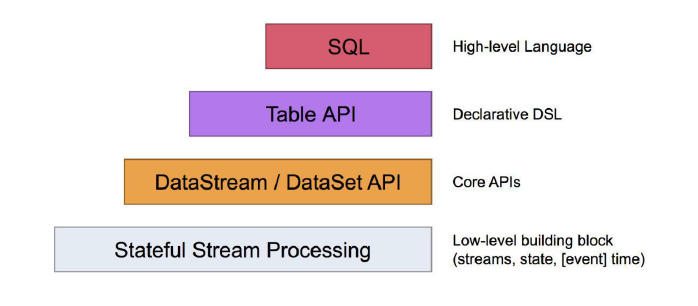 SQL
High-level Language
Table API
Declarative DSL
DataStream / DataSet API
Core APIs
Stateful Stream Processing
Low-level building block
(streams, state, [event] time)